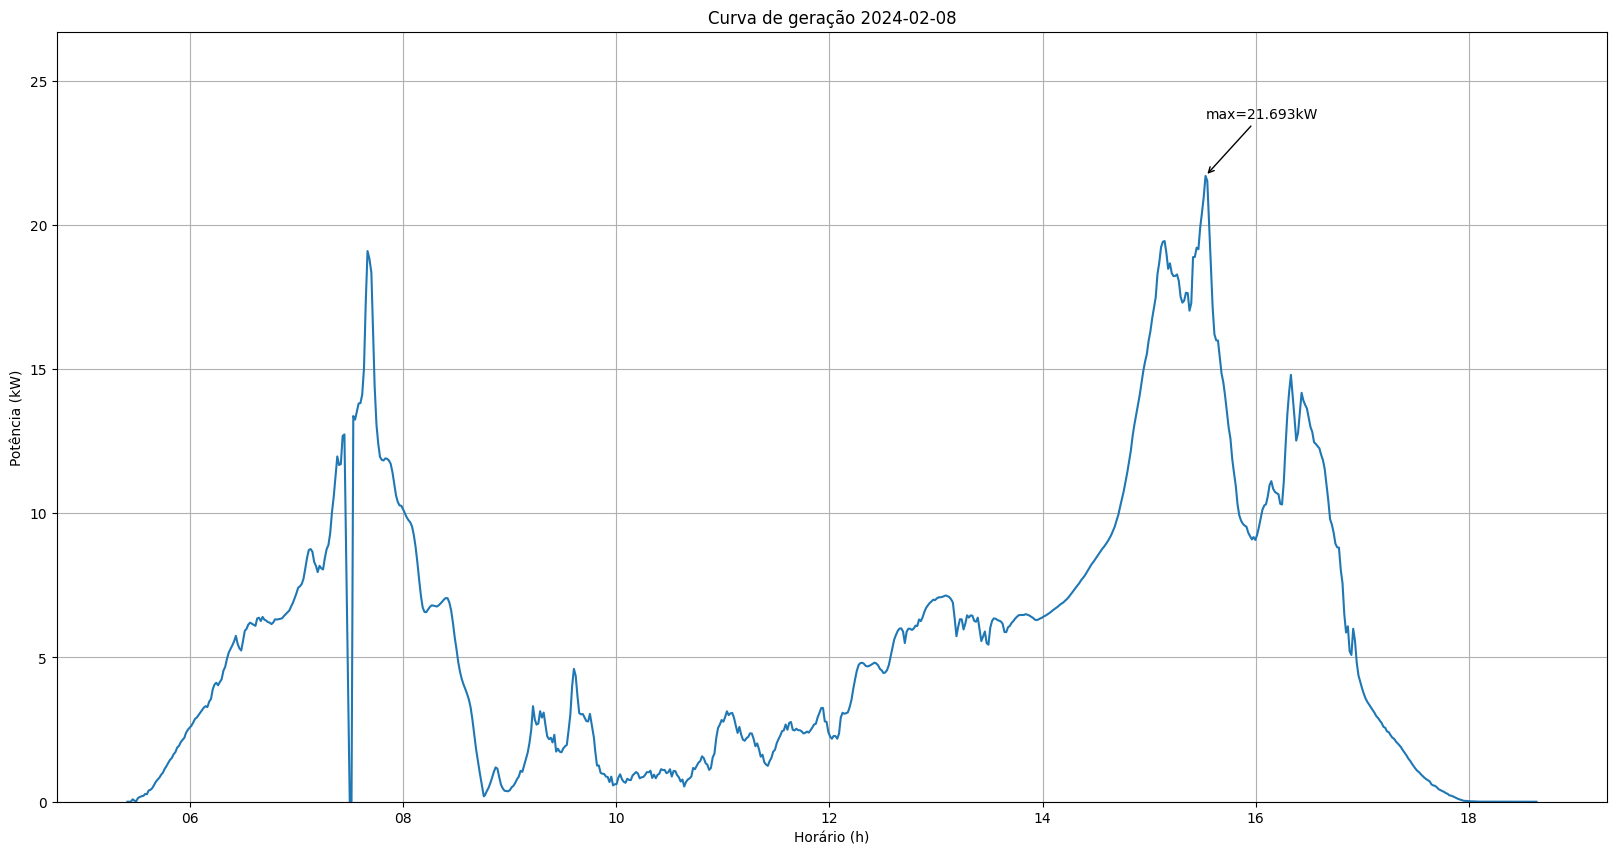 Curva de geração 2024-02-08
25
max=21.693kW
20
15
Potência (kW)
10
5
0
06 08 10 12 14 16 18
Horário (h)